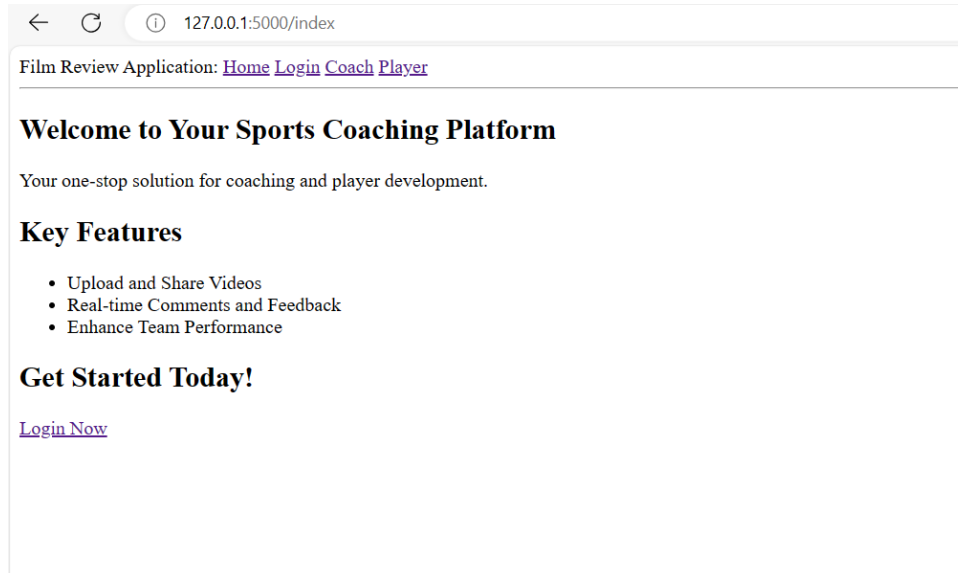 127.0.0.1:5000/index
Film Review Application: Home Login Coach Player
Welcome to Your Sports Coaching Platform
Your one-stop solution for coaching and player development.
Key Features
• Upload and Share Videos
• Real-time Comments and Feedback
• Enhance Team Performance
Get Started Today!
Login Now